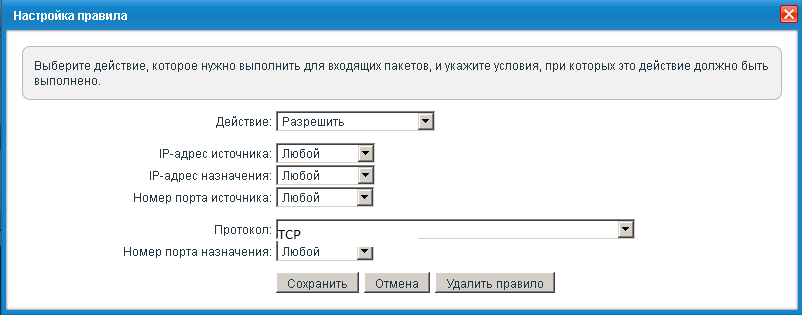 Настройка правила
Выберите действие, которое нужно выполнить для входящих пакетов, и укажите условия, при которых это действие должно быть
выполнено.
Действие: Разрешить
IP-адрес источника: Любой
IP-адрес назначения: Любой
Номер порта источника: Любой
Протокол: TCP
Номер порта назначения: Любой
Сохранить Отмена Удалить правило